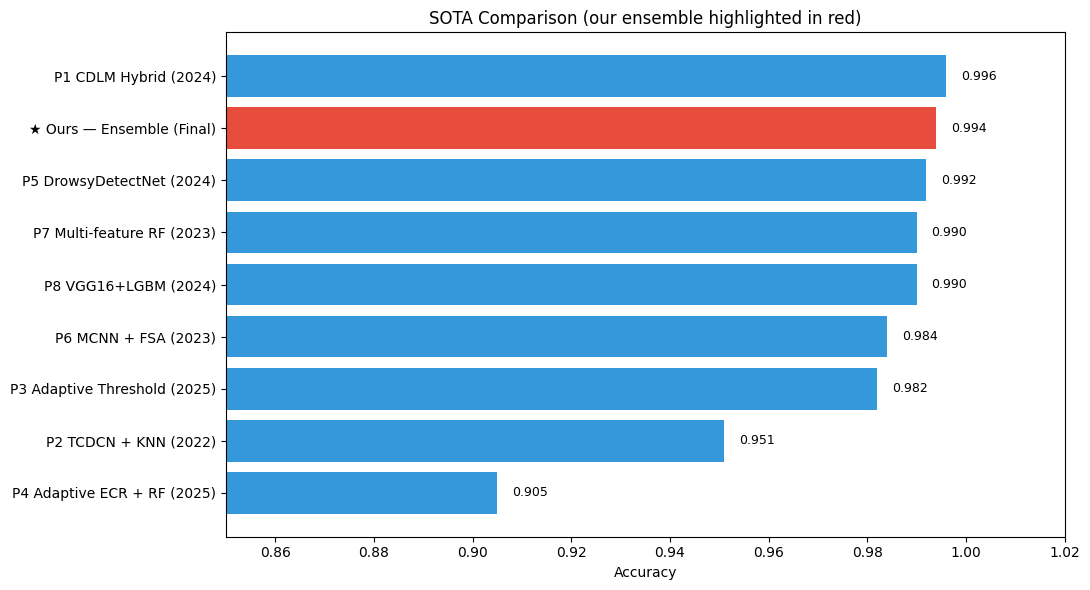 SOTA Comparison (our ensemble highlighted in red)
P1 CDLM Hybrid (2024) 0.996
★ Ours — Ensemble (Final) 0.994
P5 DrowsyDetectNet (2024) 0.992
P7 Multi-feature RF (2023) 0.990
P8 VGG16+LGBM (2024) 0.990
P6 MCNN + FSA (2023) 0.984
P3 Adaptive Threshold (2025) 0.982
P2 TCDCN + KNN (2022) 0.951
P4 Adaptive ECR + RF (2025) 0.905
0.86 0.88 0.90 0.92 0.94 0.96 0.98 1.00 1.02
Accuracy